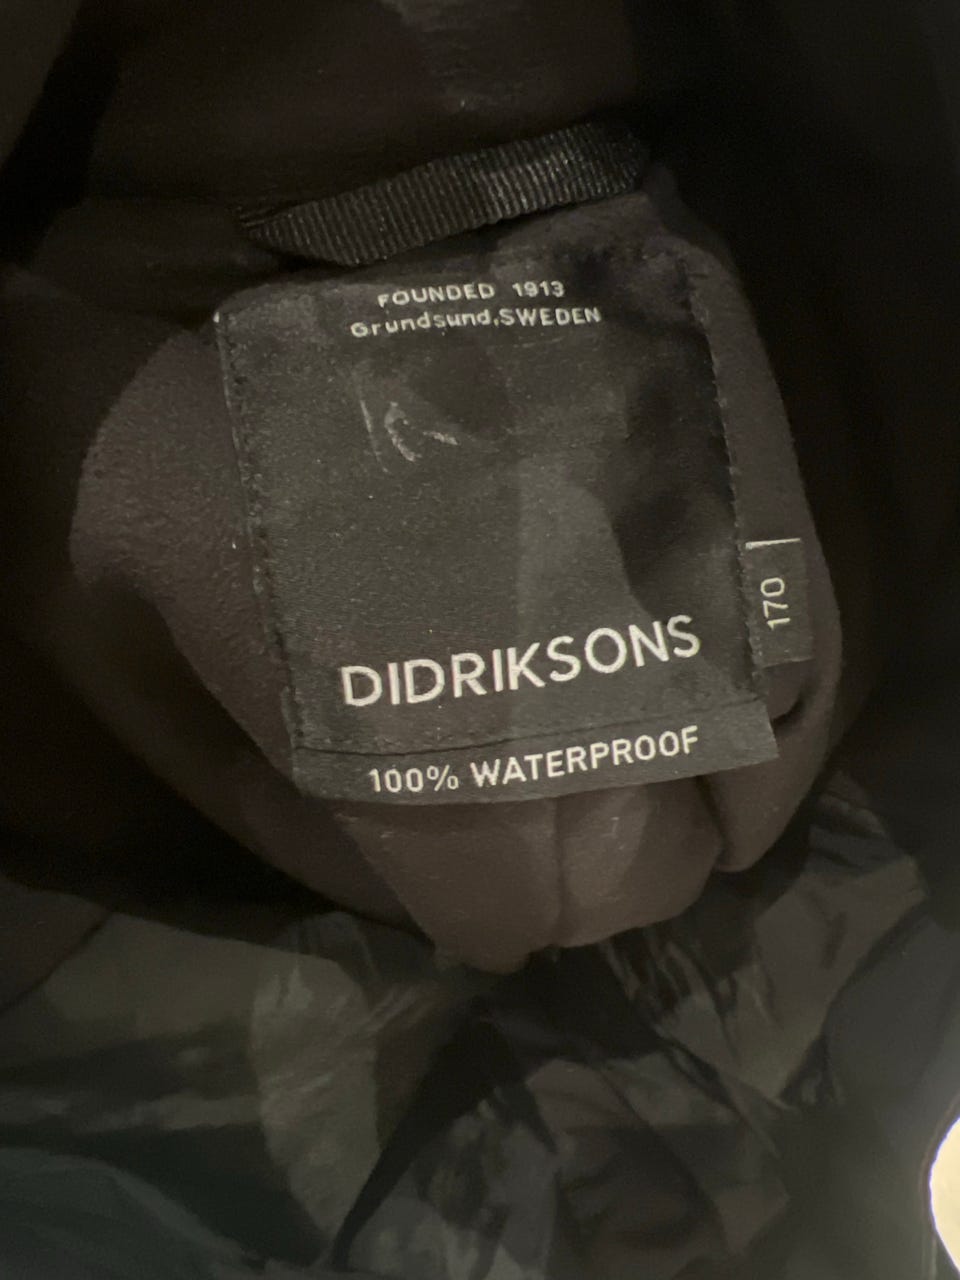 FOUNDED 1913
Grundsund,SWEDEN
DIDRIKSONS
100% WATERPROOF
170